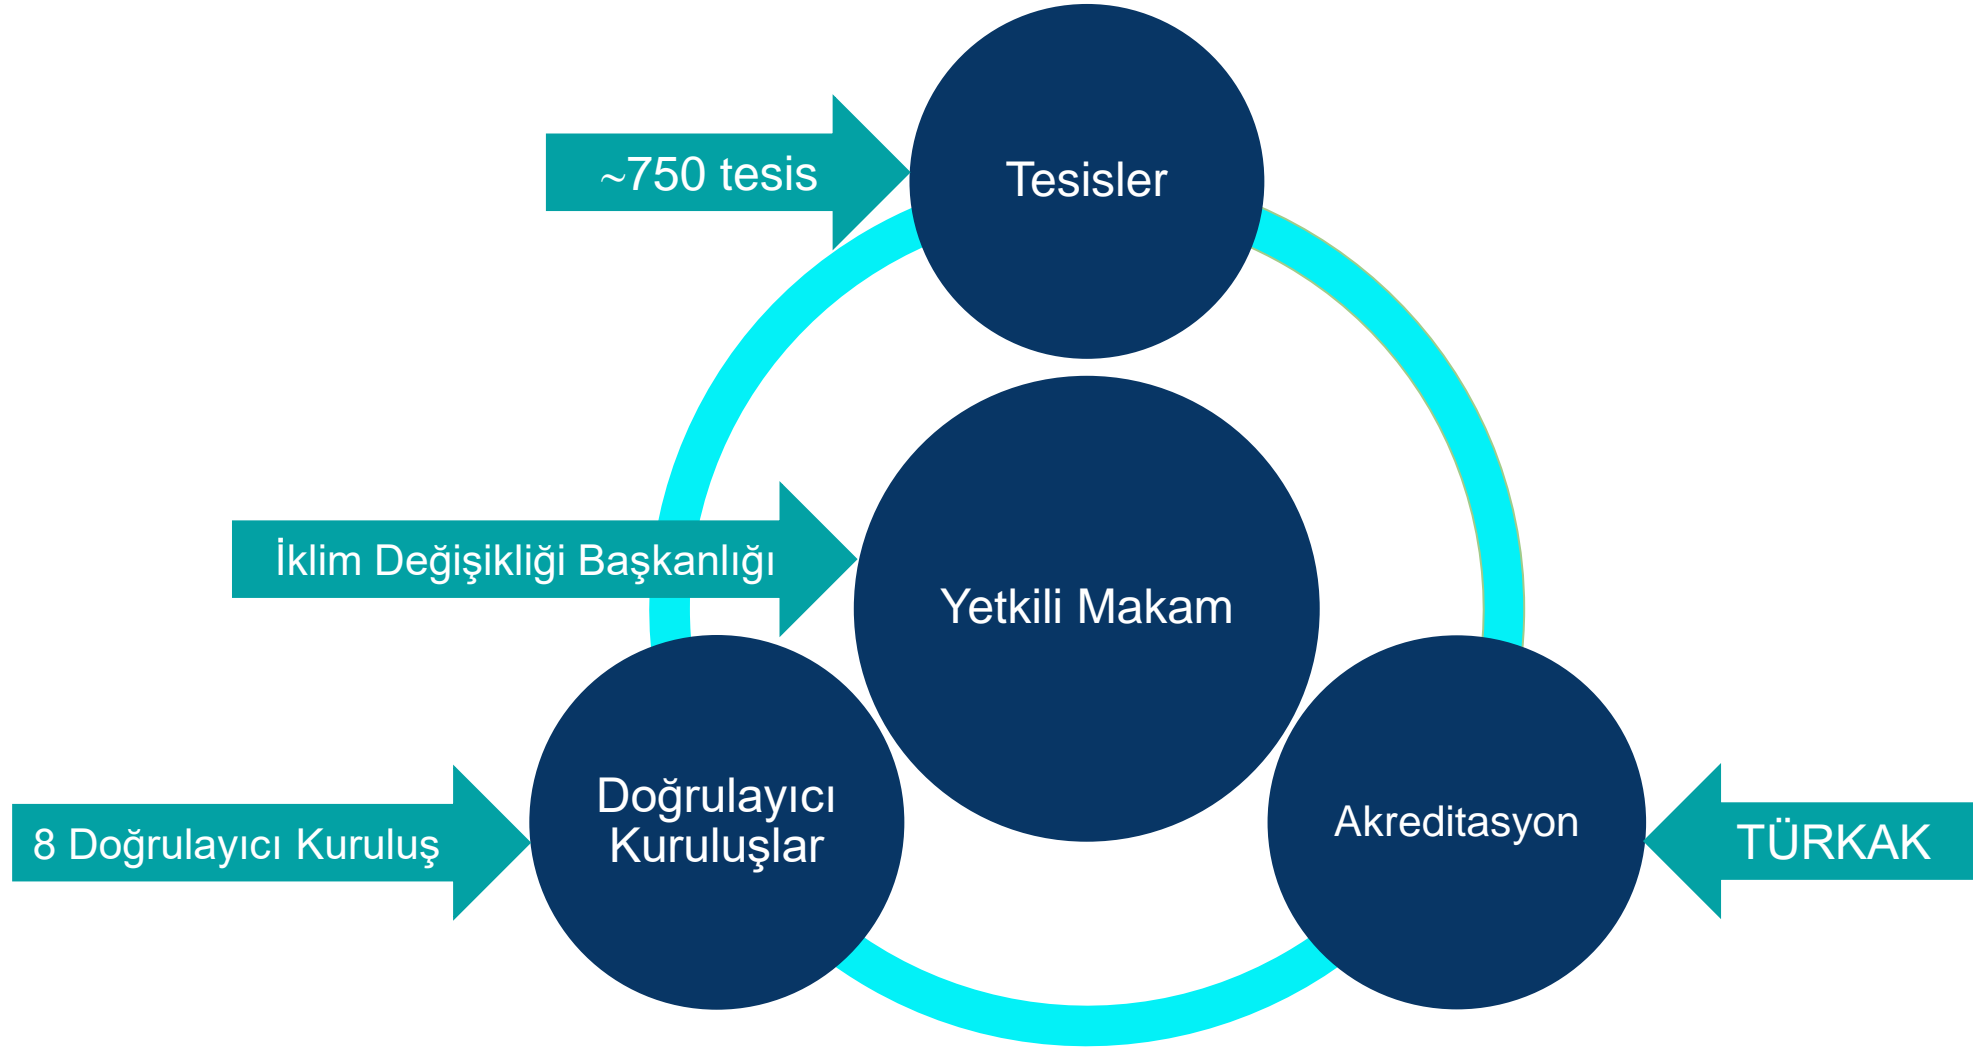 Tesisler
∼750 tesis
İklim Değişikliği Başkanlığı
Yetkili Makam
Doğrulayıcı
Kuruluşlar
8 Doğrulayıcı Kuruluş
Akreditasyon
TÜRKAK